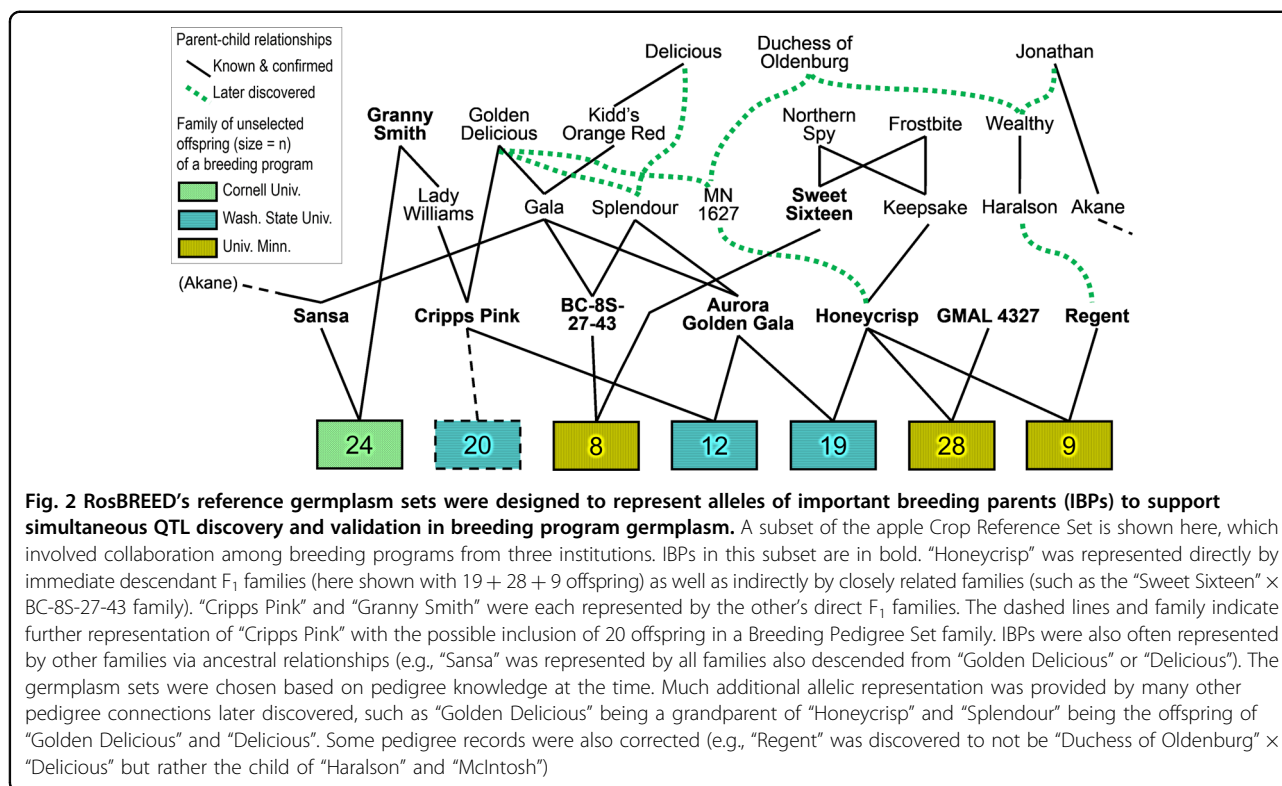 Parent-child relationships
Known & confirmed
Later discovered
Family of unselected
offspring (size = n)
of a breeding program
Cornell Univ.
Wash. State Univ.
Univ. Minn.
Delicious
Duchess of
Oldenburg
Jonathan
Granny
Smith
Golden
Delicious
Kidd's
Orange Red
Northern
Spy
Frostbite
Wealthy
Lady
Williams
Gala
Splendour
MN
1627
Sweet
Sixteen
Keepsake
Haralson
Akane
(Akane)
Sansa
Cripps Pink
BC-8S-
27-43
Aurora
Golden Gala
Honeycrisp
GMAL 4327
Regent
24
20
8
12
19
28
9
Fig. 2 RosBREED's reference germplasm sets were designed to represent alleles of important breeding parents (IBPs) to support
simultaneous QTL discovery and validation in breeding program germplasm. A subset of the apple Crop Reference Set is shown here, which
involved collaboration among breeding programs from three institutions. IBPs in this subset are in bold. “Honeycrisp” was represented directly by
immediate descendant F₁ families (here shown with 19 + 28 + 9 offspring) as well as indirectly by closely related families (such as the “Sweet Sixteen” ×
BC-8S-27-43 family). “Cripps Pink” and “Granny Smith” were each represented by the other's direct F₁ families. The dashed lines and family indicate
further representation of “Cripps Pink” with the possible inclusion of 20 offspring in a Breeding Pedigree Set family. IBPs were also often represented
by other families via ancestral relationships (e.g., “Sansa” was represented by all families also descended from “Golden Delicious” or “Delicious”). The
germplasm sets were chosen based on pedigree knowledge at the time. Much additional allelic representation was provided by many other
pedigree connections later discovered, such as “Golden Delicious” being a grandparent of “Honeycrisp” and “Splendour” being the offspring of
“Golden Delicious” and “Delicious”. Some pedigree records were also corrected (e.g., “Regent” was discovered to not be “Duchess of Oldenburg” ×
“Delicious” but rather the child of “Haralson” and “McIntosh”)